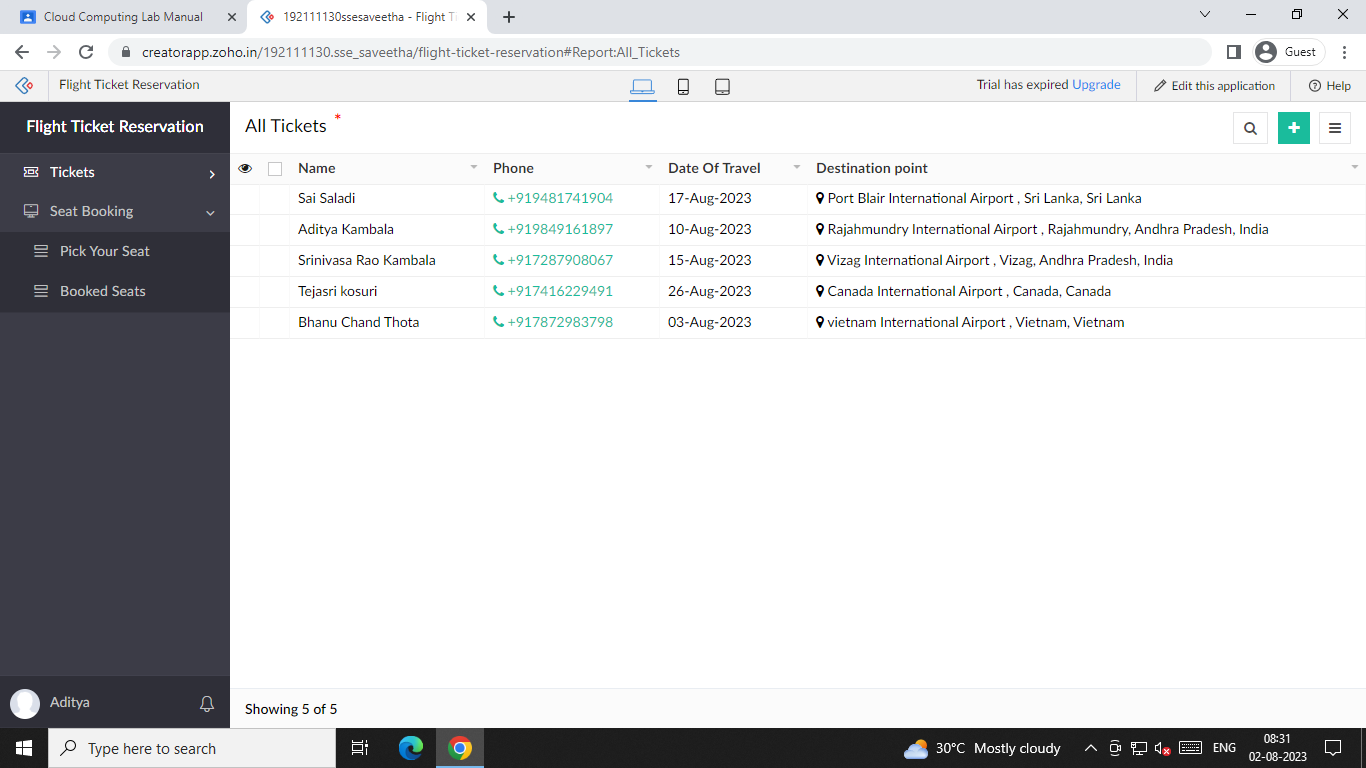 Cloud Computing Lab Manual
192111130ssesaveetha - Flight Ti
creatorapp.zoho.in/192111130.sse_saveetha/flight-ticket-reservation#Report:All_Tickets
Guest
Flight Ticket Reservation
Trial has expired Upgrade
Edit this application
Help
Flight Ticket Reservation
All Tickets *
Tickets
Seat Booking
Pick Your Seat
Booked Seats
Name Phone Date Of Travel Destination point
Sai Saladi +919481741904 17-Aug-2023 Port Blair International Airport , Sri Lanka, Sri Lanka
Aditya Kambala +919849161897 10-Aug-2023 Rajahmundry International Airport , Rajahmundry, Andhra Pradesh, India
Srinivasa Rao Kambala +917287908067 15-Aug-2023 Vizag International Airport , Vizag, Andhra Pradesh, India
Tejasri kosuri +917416229491 26-Aug-2023 Canada International Airport , Canada, Canada
Bhanu Chand Thota +917872983798 03-Aug-2023 vietnam International Airport , Vietnam, Vietnam
Aditya
Showing 5 of 5
Type here to search
30°C Mostly cloudy
ENG
08:31
02-08-2023